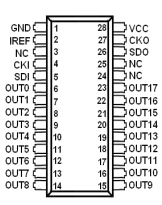 GND 1 28 VCC
IREF 2 27 CKO
NC 3 26 SDO
CKI 4 25 NC
SDI 5 24 NC
OUT0 6 23 OUT17
OUT1 7 22 OUT16
OUT2 8 21 OUT15
OUT3 9 20 OUT14
OUT4 10 19 OUT13
OUT5 11 18 OUT12
OUT6 12 17 OUT11
OUT7 13 16 OUT10
OUT8 14 15 OUT9